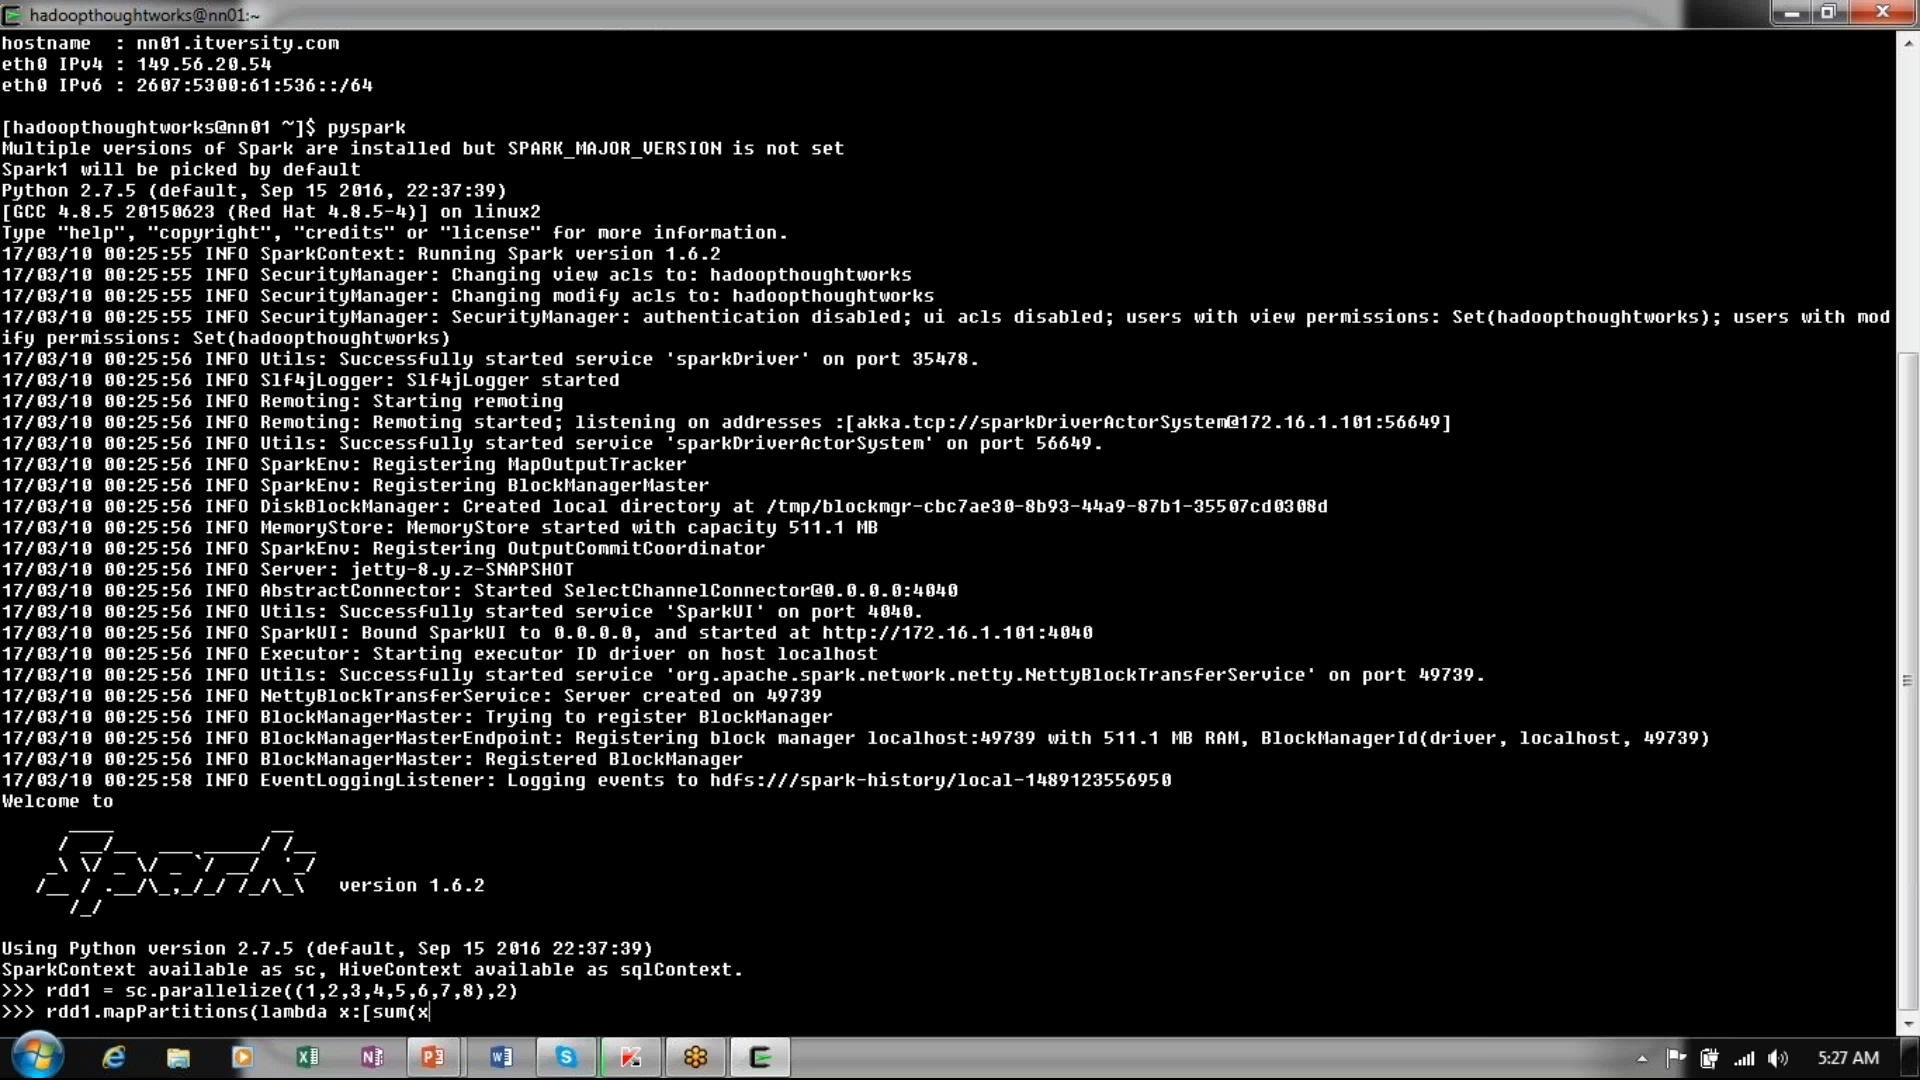 hadoopthoughtworks@nn01:~
hostname  : nn01.itversity.com
eth0 IPv4 : 149.56.20.54
eth0 IPv6 : 2607:5300:61:536::/64
[hadoopthoughtworks@nn01 ~]$ pyspark
Multiple versions of Spark are installed but SPARK_MAJOR_VERSION is not set
Spark1 will be picked by default
Python 2.7.5 (default, Sep 15 2016, 22:37:39)
[GCC 4.8.5 20150623 (Red Hat 4.8.5-4)] on linux2
Type "help", "copyright", "credits" or "license" for more information.
17/03/10 00:25:55 INFO SparkContext: Running Spark version 1.6.2
17/03/10 00:25:55 INFO SecurityManager: Changing view acls to: hadoopthoughtworks
17/03/10 00:25:55 INFO SecurityManager: Changing modify acls to: hadoopthoughtworks
17/03/10 00:25:55 INFO SecurityManager: SecurityManager: authentication disabled; ui acls disabled; users with view permissions: Set(hadoopthoughtworks); users with mod
ify permissions: Set(hadoopthoughtworks)
17/03/10 00:25:56 INFO Utils: Successfully started service 'sparkDriver' on port 35478.
17/03/10 00:25:56 INFO Slf4jLogger: Slf4jLogger started
17/03/10 00:25:56 INFO Remoting: Starting remoting
17/03/10 00:25:56 INFO Remoting: Remoting started; listening on addresses :[akka.tcp://sparkDriverActorSystem@172.16.1.101:56649]
17/03/10 00:25:56 INFO Utils: Successfully started service 'sparkDriverActorSystem' on port 56649.
17/03/10 00:25:56 INFO SparkEnv: Registering MapOutputTracker
17/03/10 00:25:56 INFO SparkEnv: Registering BlockManagerMaster
17/03/10 00:25:56 INFO DiskBlockManager: Created local directory at /tmp/blockmgr-cbc7ae30-8b93-44a9-87b1-35507cd0308d
17/03/10 00:25:56 INFO MemoryStore: MemoryStore started with capacity 511.1 MB
17/03/10 00:25:56 INFO SparkEnv: Registering OutputCommitCoordinator
17/03/10 00:25:56 INFO Server: jetty-8.y.z-SNAPSHOT
17/03/10 00:25:56 INFO AbstractConnector: Started SelectChannelConnector@0.0.0.0:4040
17/03/10 00:25:56 INFO Utils: Successfully started service 'SparkUI' on port 4040.
17/03/10 00:25:56 INFO SparkUI: Bound SparkUI to 0.0.0.0, and started at http://172.16.1.101:4040
17/03/10 00:25:56 INFO Executor: Starting executor ID driver on host localhost
17/03/10 00:25:56 INFO Utils: Successfully started service 'org.apache.spark.network.netty.NettyBlockTransferService' on port 49739.
17/03/10 00:25:56 INFO NettyBlockTransferService: Server created on 49739
17/03/10 00:25:56 INFO BlockManagerMaster: Trying to register BlockManager
17/03/10 00:25:56 INFO BlockManagerMasterEndpoint: Registering block manager localhost:49739 with 511.1 MB RAM, BlockManagerId(driver, localhost, 49739)
17/03/10 00:25:56 INFO BlockManagerMaster: Registered BlockManager
17/03/10 00:25:58 INFO EventLoggingListener: Logging events to hdfs:///spark-history/local-1489123556950
Welcome to
Spark version 1.6.2
Using Python version 2.7.5 (default, Sep 15 2016 22:37:39)
SparkContext available as sc, HiveContext available as sqlContext.
>>> rdd1 = sc.parallelize((1,2,3,4,5,6,7,8),2)
>>> rdd1.mapPartitions(lambda x:[sum(x
5:27 AM